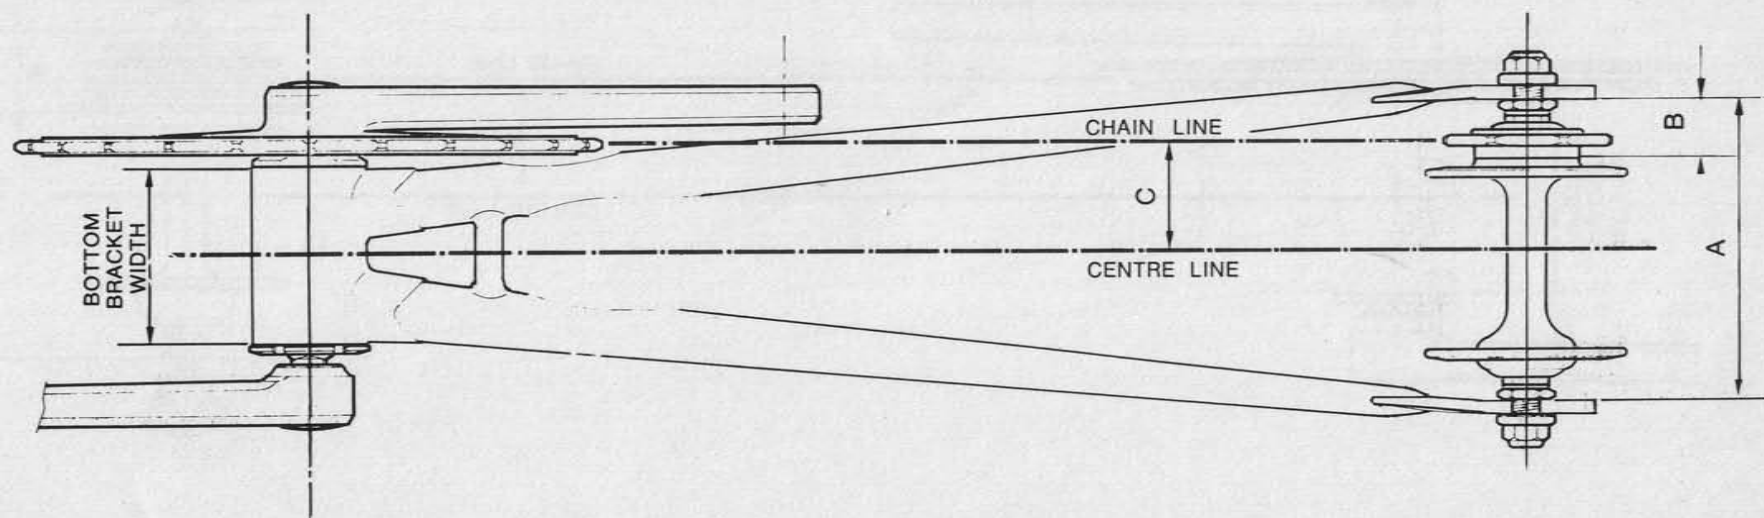 CHAIN LINE
B
C
A
BOTTOM
BRACKET
WIDTH
CENTRE LINE